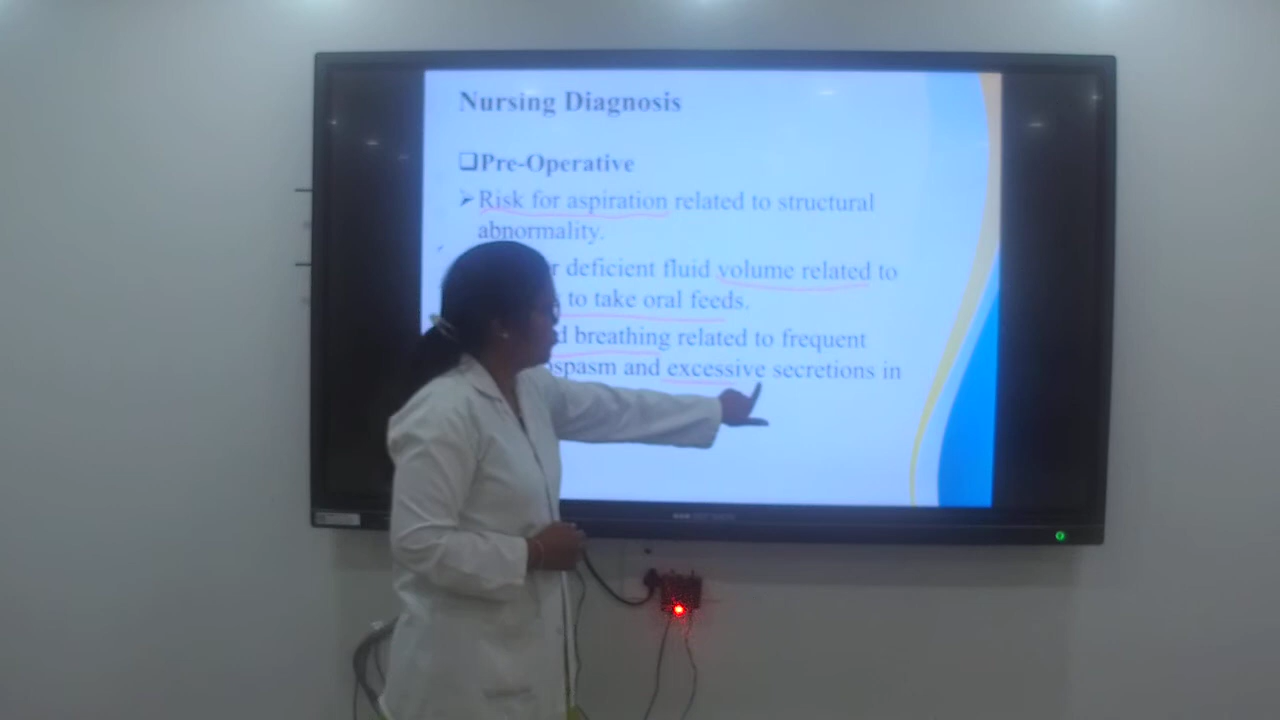 Nursing Diagnosis
❑Pre-Operative
➢Risk for aspiration related to structural
abnormality.
r deficient fluid volume related to
to take oral feeds.
d breathing related to frequent
spasm and excessive secretions in